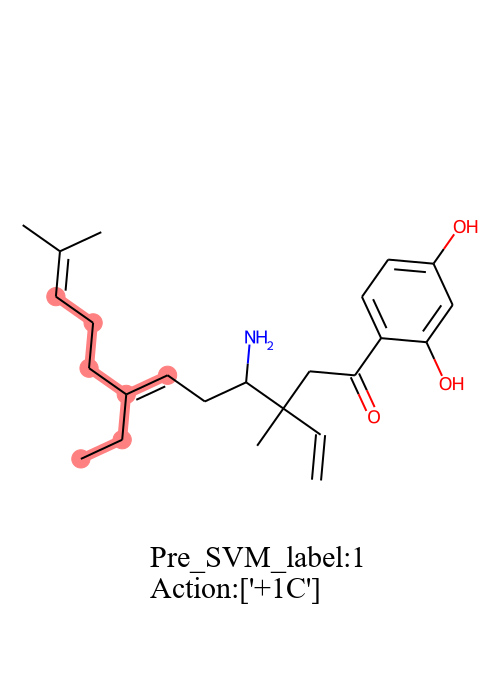 OH
NH2
OH
O
Pre_SVM_label:1
Action:['+1C']